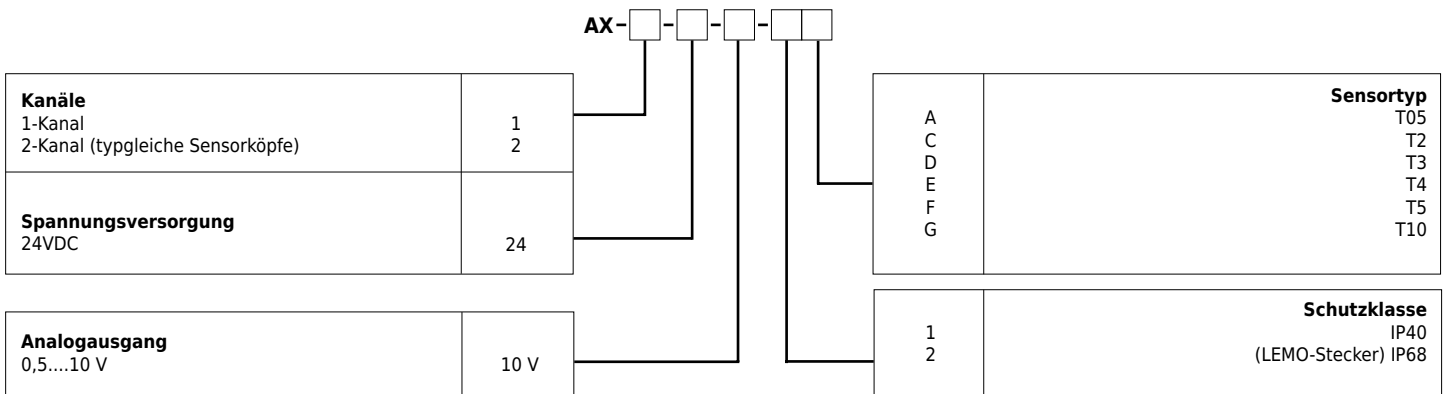 AX- - - -
Kanäle
1-Kanal 1
2-Kanal (typgleiche Sensorköpfe) 2
Spannungsversorgung
24VDC 24
Analogausgang
0,5....10 V 10 V
Sensortyp
A T05
C T2
D T3
E T4
F T5
G T10
Schutzklasse
1 IP40
2 (LEMO-Stecker) IP68